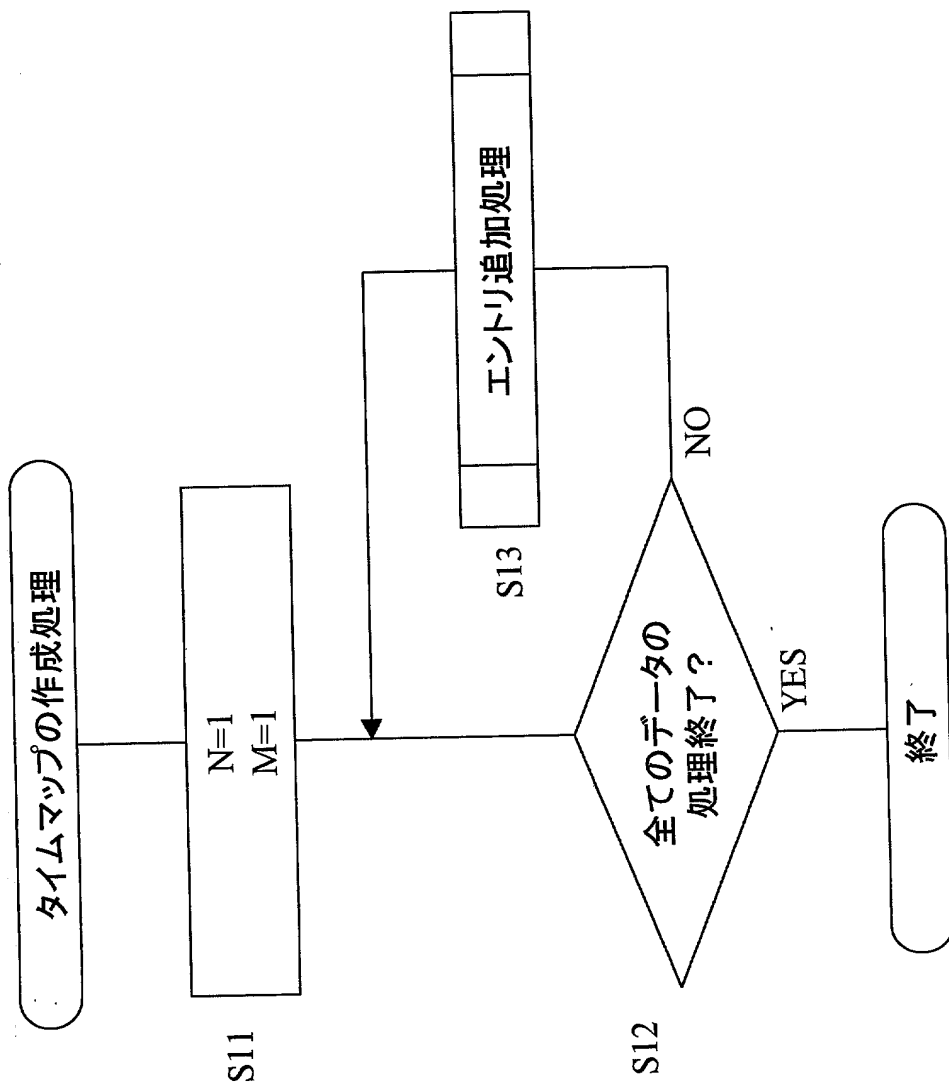 タイムマップの作成処理
S11
N=1
M=1
S12
全てのデータの
処理終了?
NO
S13
エントリ追加処理
YES
終了